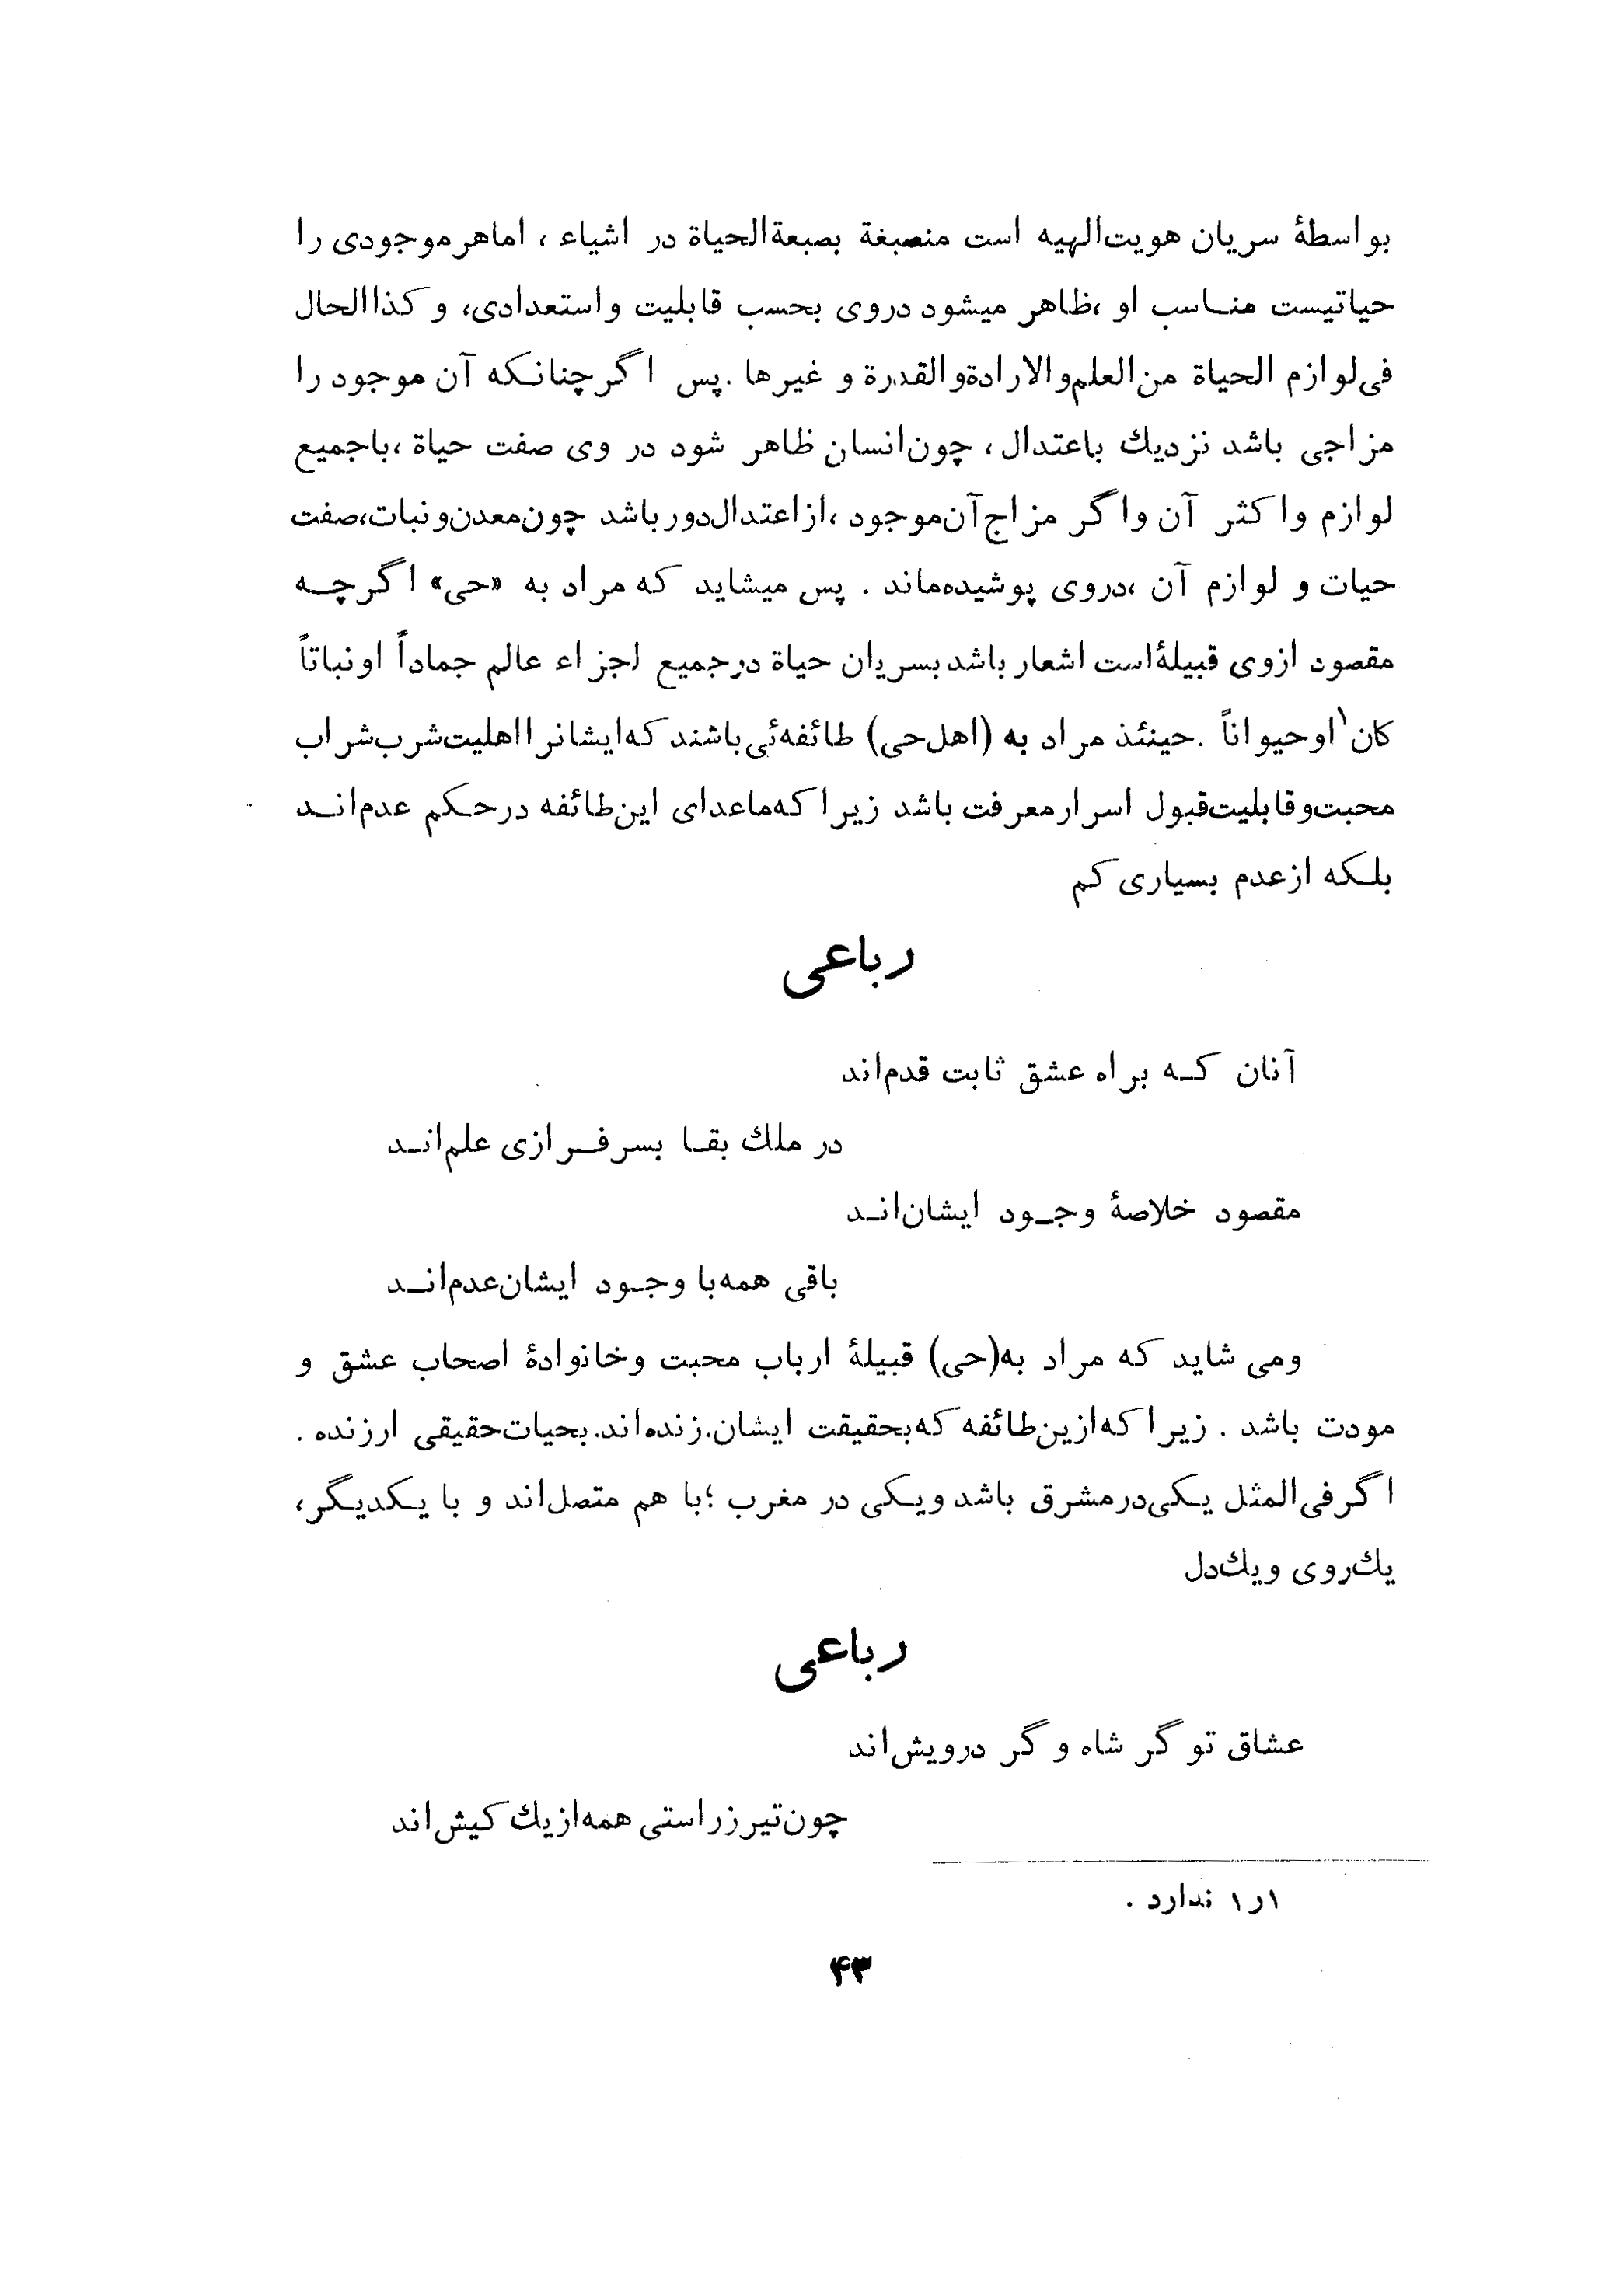 بواسطهٔ سریان هویت‌الهیه است منصبغة بصبعةالحیاة در اشیاء ، اماهرموجودی را
حیاتیست مناسب او ،ظاهر میشود دروی بحسب قابلیت واستعدادی، وکذاالحال
فی‌لوازم الحیاة من‌العلم‌والارادةوالقدرة و غیرها .پس اگرچنانکه آن موجود را
مزاجی باشد نزدیك باعتدال ، چون‌انسان ظاهر شود در وی صفت حیاة ،باجمیع
لوازم واکثر آن واگر مزاج‌آن‌موجود ،ازاعتدال‌دورباشد چون‌معدن‌ونبات،صفت
حیات و لوازم آن ،دروی پوشیده‌ماند . پس میشاید که مراد به «حی» اگرچه
مقصود ازوی قبیلهٔ‌است اشعار باشد بسریان حیاة درجمیع اجزاء عالم جماداً اونباتاً
کان۱ اوحیواناً .حینئذ مراد به (اهل‌حی) طائفه‌ئی‌باشند که‌ایشانرااهلیت‌شرب‌شراب
محبت‌وقابلیت‌قبول اسرارمعرفت باشد زیراکه‌ماعدای این‌طائفه درحکم عدم‌اند
بلکه ازعدم بسیاری کم
رباعی
آنان که براه عشق ثابت قدم‌اند
در ملك بقا بسرفرازی علم‌اند
مقصود خلاصهٔ وجود ایشان‌اند
باقی همه‌با وجود ایشان‌عدم‌اند
ومی شاید که مراد به(حی) قبیلهٔ ارباب محبت وخانوادهٔ اصحاب عشق و
مودت باشد . زیراکه‌ازین‌طائفه که‌بحقیقت ایشان.زنده‌اند.بحیات‌حقیقی ارزنده .
اگرفی‌المثل یکی‌درمشرق باشد ویکی در مغرب ؛با هم متصل‌اند و با یکدیگر،
یك‌روی ویك‌دل
رباعی
عشاق تو گر شاه و گر درویش‌اند
چون‌تیرزراستی همه‌ازیك کیش‌اند
۱ر۱ ندارد .
۴۳